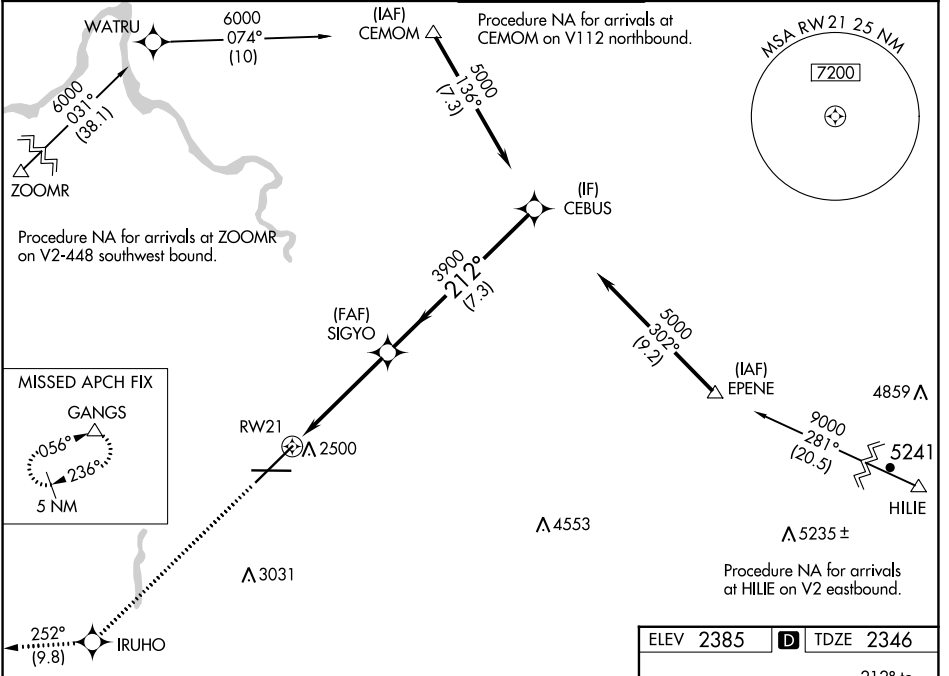 WATRU
6000
074°
(10)
(IAF)
CEMOM
Procedure NA for arrivals at
CEMOM on V112 northbound.
MSA RW21 25 NM
7200
6000
031°
(38.1)
ZOOMR
5000
136°
(7.3)
(IF)
CEBUS
Procedure NA for arrivals at ZOOMR
on V2-448 southwest bound.
3900
212°
(7.3)
(FAF)
SIGYO
5000
302°
(9.2)
(IAF)
EPENE
4859
MISSED APCH FIX
GANGS
056°
236°
5 NM
RW21
2500
9000
281°
(20.5)
5241
HILIE
4553
5235 ±
3031
Procedure NA for arrivals
at HILIE on V2 eastbound.
252°
(9.8)
IRUHO
ELEV 2385 D TDZE 2346
212° to